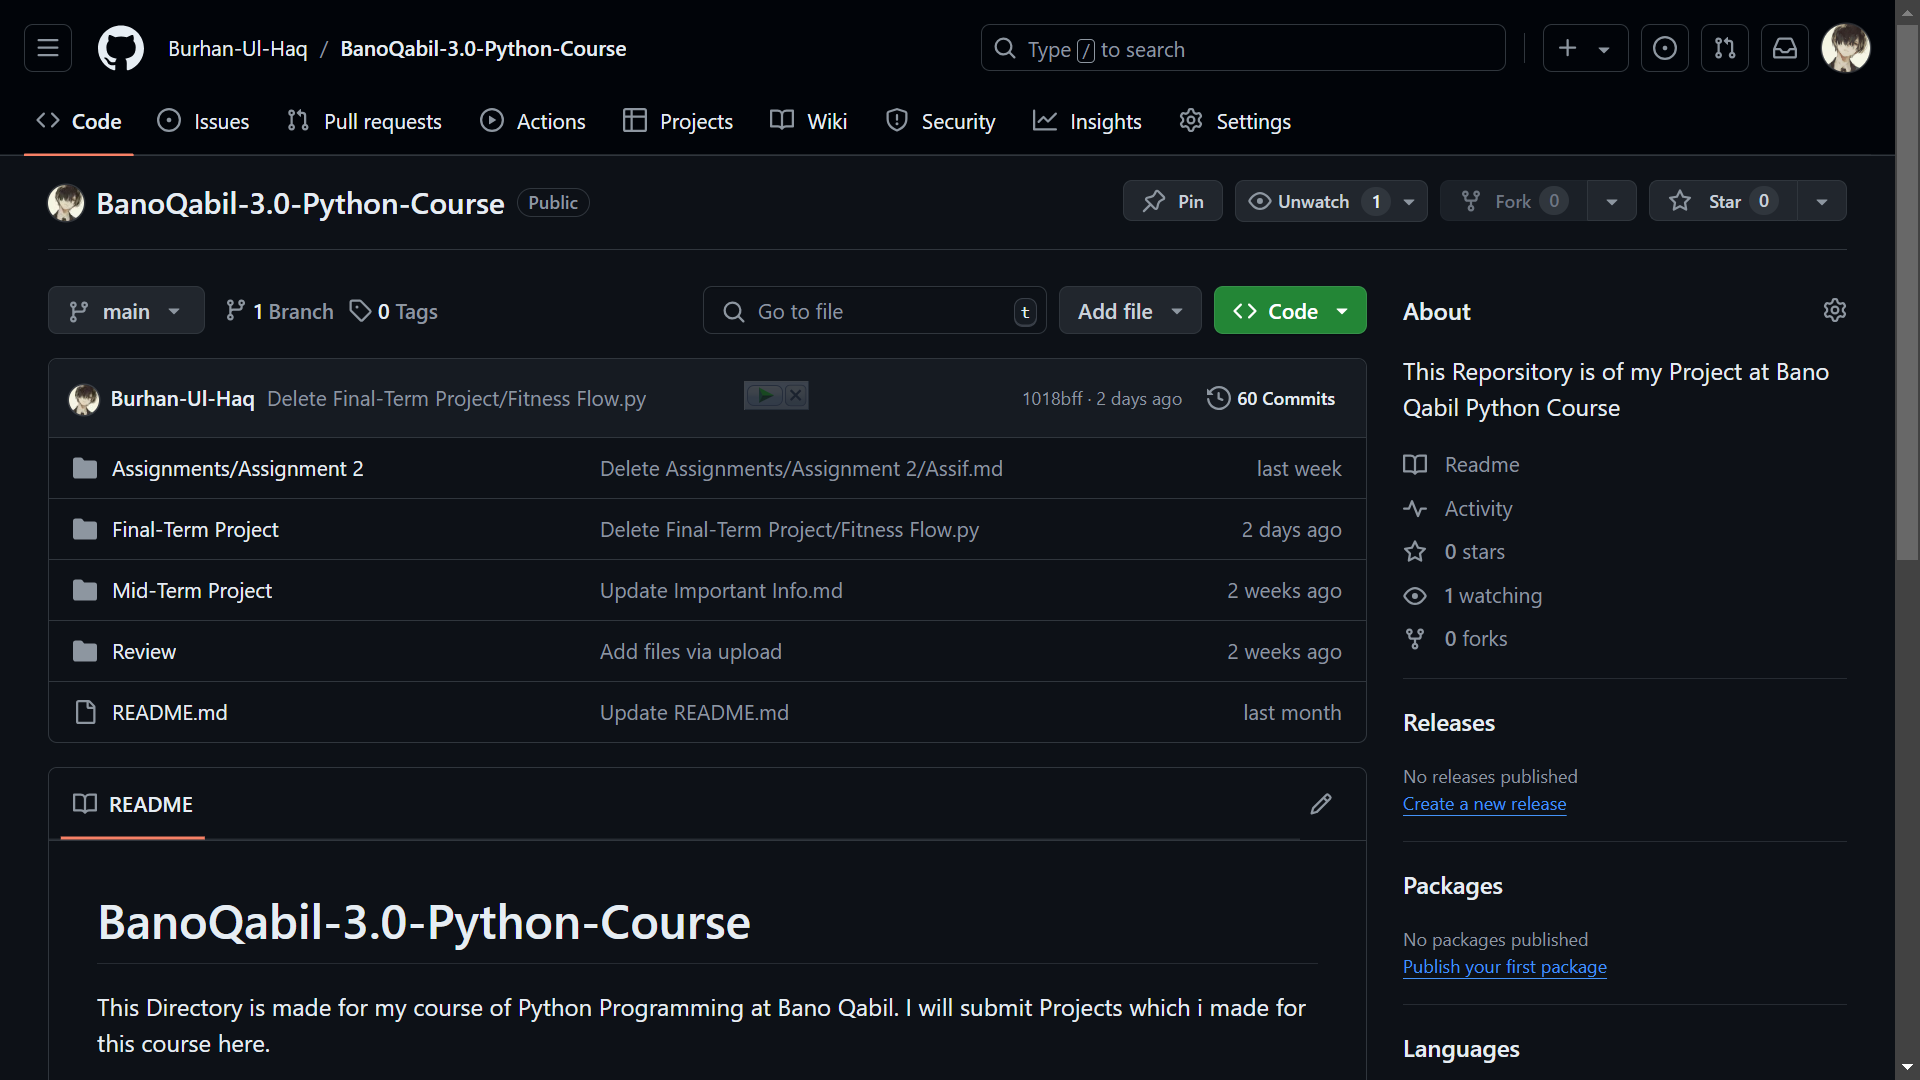 Burhan-Ul-Haq / BanoQabil-3.0-Python-Course
Type / to search
Code Issues Pull requests Actions Projects Wiki Security Insights Settings
BanoQabil-3.0-Python-Course Public
Pin Unwatch 1 Fork 0 Star 0
main 1 Branch 0 Tags Go to file t Add file Code
Burhan-Ul-Haq Delete Final-Term Project/Fitness Flow.py 1018bff · 2 days ago 60 Commits
Assignments/Assignment 2 Delete Assignments/Assignment 2/Assif.md last week
Final-Term Project Delete Final-Term Project/Fitness Flow.py 2 days ago
Mid-Term Project Update Important Info.md 2 weeks ago
Review Add files via upload 2 weeks ago
README.md Update README.md last month
README
BanoQabil-3.0-Python-Course
This Directory is made for my course of Python Programming at Bano Qabil. I will submit Projects which i made for
this course here.
About
This Reporsitory is of my Project at Bano
Qabil Python Course
Readme
Activity
0 stars
1 watching
0 forks
Releases
No releases published
Create a new release
Packages
No packages published
Publish your first package
Languages